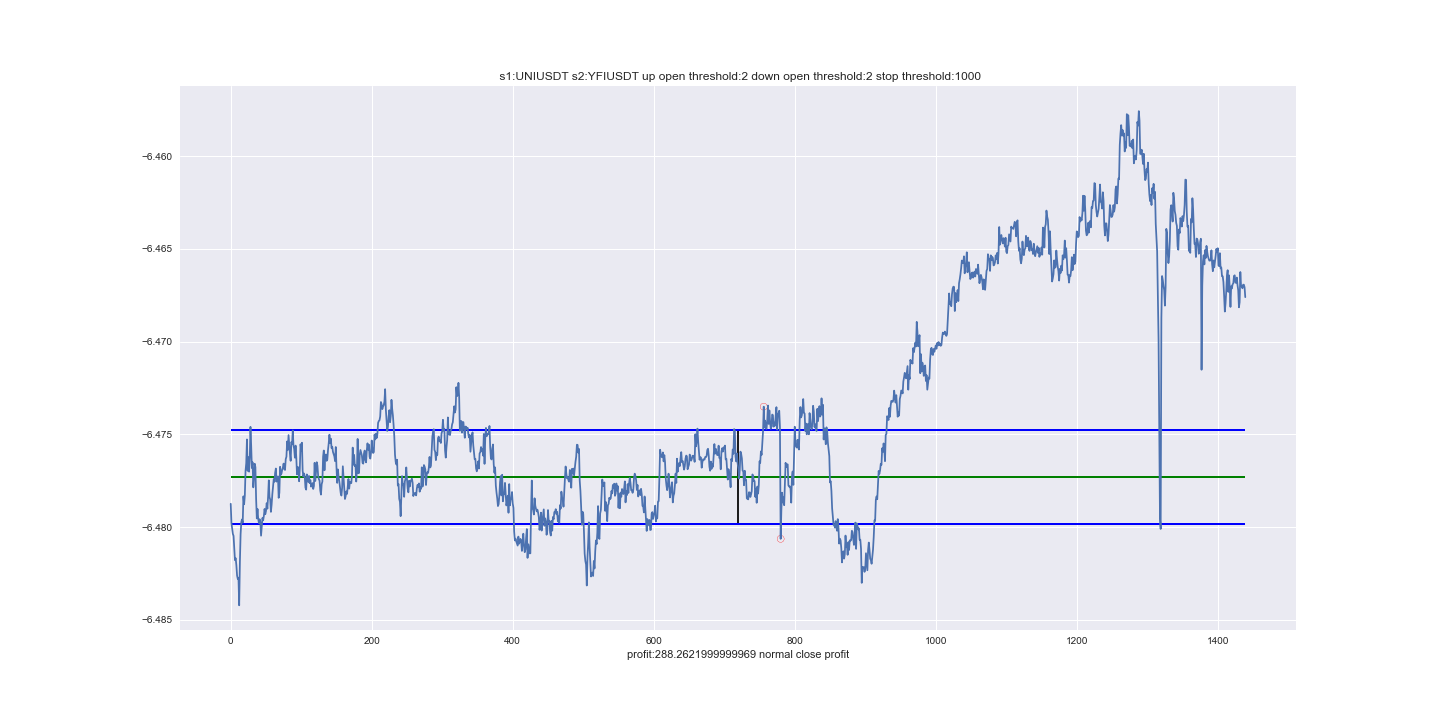 s1:UNIUSDT s2:YFIUSDT up open threshold:2 down open threshold:2 stop threshold:1000
−6.460
−6.465
−6.470
−6.475
−6.480
−6.485
0 200 400 600 800 1000 1200 1400
profit:288.2621999999969 normal close profit